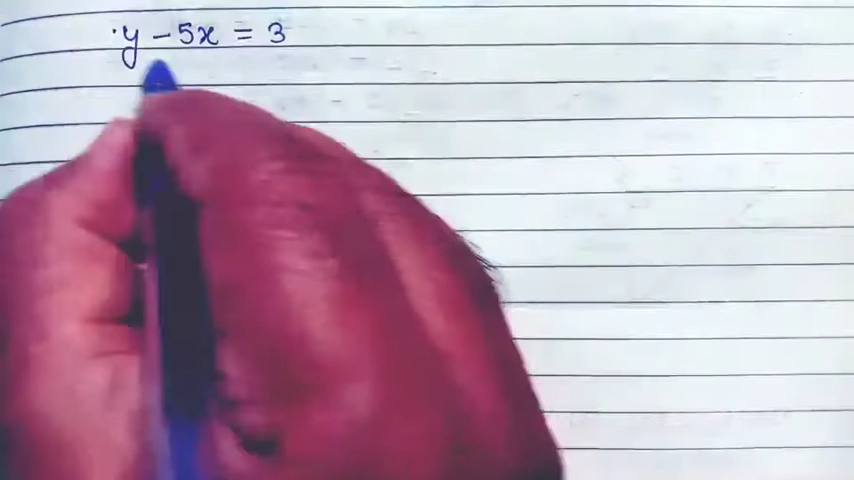 y - 5x = 3